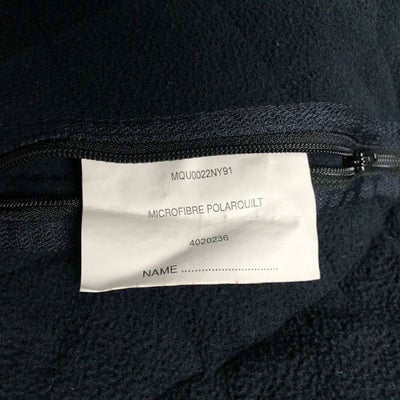 MQU0022NY91
MICROFIBRE POLARQUILT
4020236
NAME ..............................